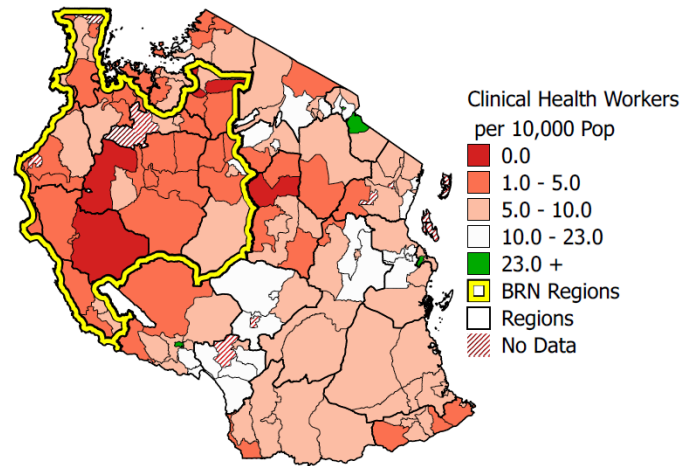 Clinical Health Workers
per 10,000 Pop
0.0
1.0 - 5.0
5.0 - 10.0
10.0 - 23.0
23.0 +
BRN Regions
Regions
No Data